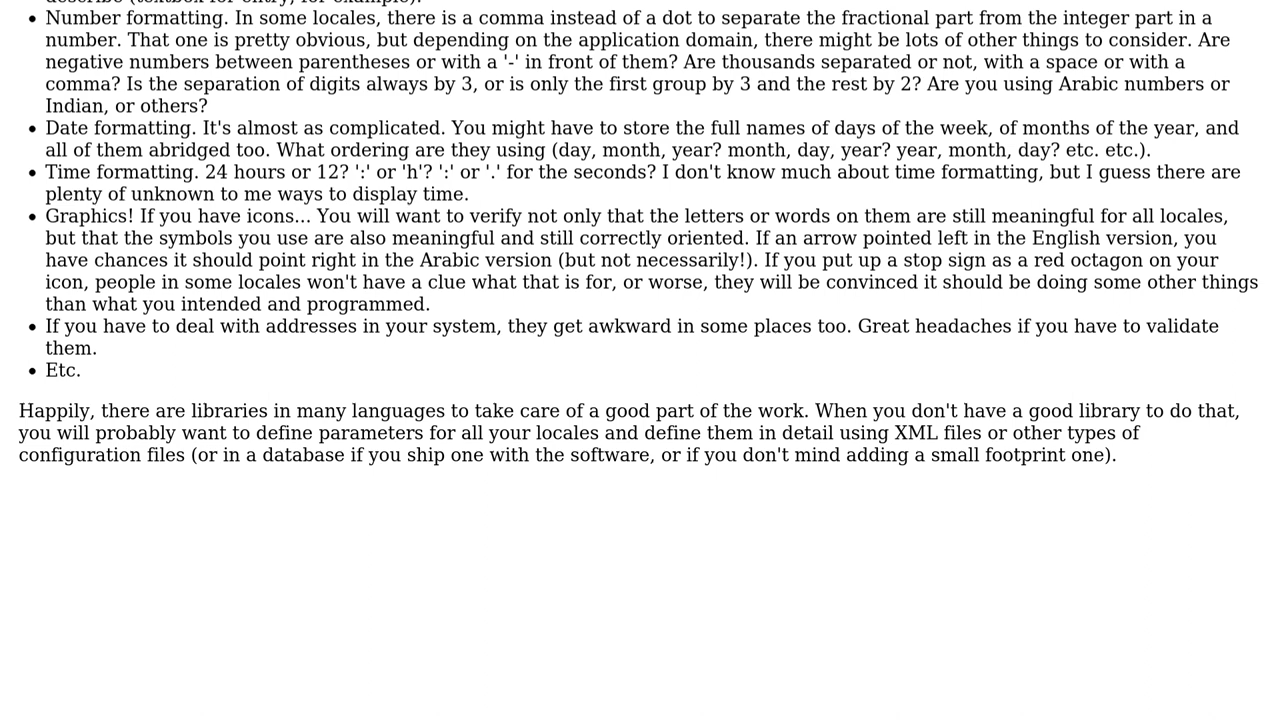 • Number formatting. In some locales, there is a comma instead of a dot to separate the fractional part from the integer part in a
number. That one is pretty obvious, but depending on the application domain, there might be lots of other things to consider. Are
negative numbers between parentheses or with a '-' in front of them? Are thousands separated or not, with a space or with a
comma? Is the separation of digits always by 3, or is only the first group by 3 and the rest by 2? Are you using Arabic numbers or
Indian, or others?
• Date formatting. It's almost as complicated. You might have to store the full names of days of the week, of months of the year, and
all of them abridged too. What ordering are they using (day, month, year? month, day, year? year, month, day? etc. etc.).
• Time formatting. 24 hours or 12? ':' or 'h'? ':' or '.' for the seconds? I don't know much about time formatting, but I guess there are
plenty of unknown to me ways to display time.
• Graphics! If you have icons... You will want to verify not only that the letters or words on them are still meaningful for all locales,
but that the symbols you use are also meaningful and still correctly oriented. If an arrow pointed left in the English version, you
have chances it should point right in the Arabic version (but not necessarily!). If you put up a stop sign as a red octagon on your
icon, people in some locales won't have a clue what that is for, or worse, they will be convinced it should be doing some other things
than what you intended and programmed.
• If you have to deal with addresses in your system, they get awkward in some places too. Great headaches if you have to validate
them.
• Etc.
Happily, there are libraries in many languages to take care of a good part of the work. When you don't have a good library to do that,
you will probably want to define parameters for all your locales and define them in detail using XML files or other types of
configuration files (or in a database if you ship one with the software, or if you don't mind adding a small footprint one).